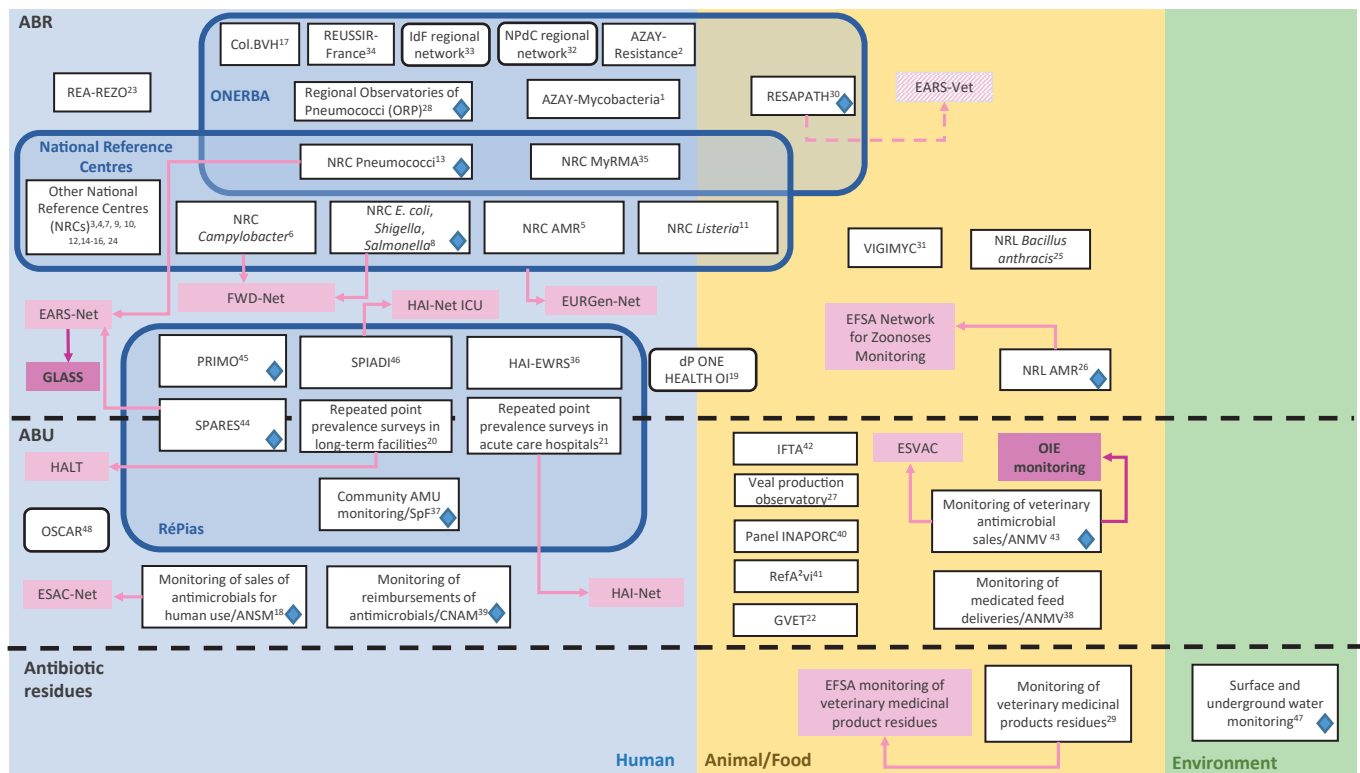 ABR
Col.BVH17
REUSSIR-
France34
IdF regional
network33
NPdC regional
network32
AZAY-
Resistance2
REA-REZO23
ONERBA
Regional Observatories of
Pneumococci (ORP)28
AZAY-Mycobacteria1
RESAPATH30
EARS-Vet
National Reference
Centres
NRC Pneumococci13
NRC MyRMA35
Other National
Reference Centres
(NRCs)3,4,7, 9, 10,
12,14-16, 24
NRC
Campylobacter6
NRC E. coli,
Shigella,
Salmonella8
NRC AMR5
NRC Listeria11
VIGIMYC31
NRL Bacillus
anthracis25
EARS-Net
FWD-Net
HAI-Net ICU
EURGen-Net
EFSA Network
for Zoonoses
Monitoring
GLASS
PRIMO45
SPIADI46
HAI-EWRS36
dP ONE
HEALTH OI19
NRL AMR26
SPARES44
Repeated point
prevalence surveys in
long-term facilities20
Repeated point
prevalence surveys in
acute care hospitals21
ABU
HALT
IFTA42
ESVAC
OIE
monitoring
Veal production
observatory27
Community AMU
monitoring/SpF37
Monitoring of veterinary
antimicrobial
sales/ANMV 43
OSCAR48
RéPias
Panel INAPORC40
RefA²vi41
ESAC-Net
Monitoring of sales of
antimicrobials for
human use/ANSM18
Monitoring of
reimbursements of
antimicrobials/CNAM39
HAI-Net
GVET22
Monitoring of
medicated feed
deliveries/ANMV38
Antibiotic
residues
EFSA monitoring of
veterinary medicinal
product residues
Monitoring of
veterinary medicinal
products residues29
Surface and
underground water
monitoring47
Human
Animal/Food
Environment